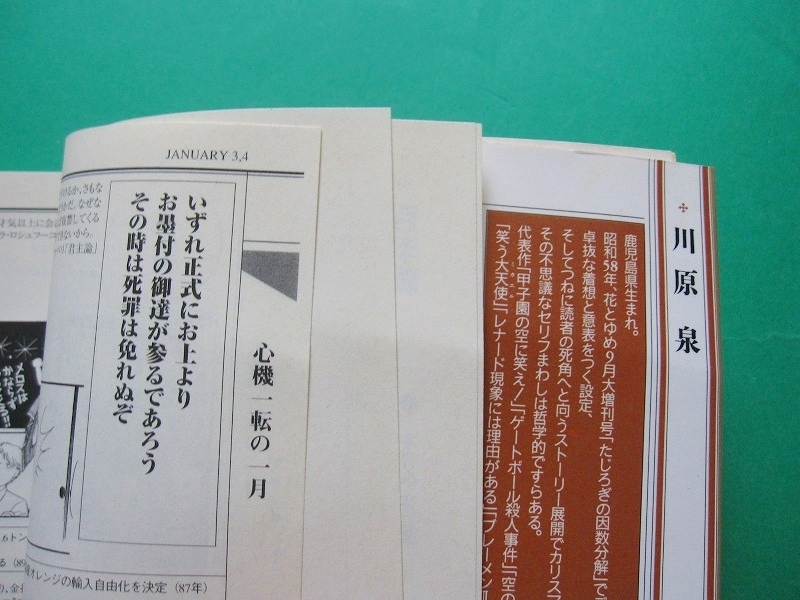 JANUARY 3,4
いずれ正式にお上より
お墨付の御達が参るであろう
その時は死罪は免れぬぞ
心機一転の一月
オレンジの輸入自由化を決定（87年）
メロスは
川原 泉
鹿児島県生まれ。
昭和58年、花とゆめ9月大増刊号「たじろぎの因数分解」で
卓抜な着想と意表をつく設定、
そしてつねに読者の死角へと向うストーリー展開でカリスマ
その不思議なセリフまわしは哲学的ですらある。
代表作「甲子園の空に笑え！」「ゲートボール殺人事件」「空の
「笑う大天使」「レナード現象には理由がある」「ブレーメンⅡ